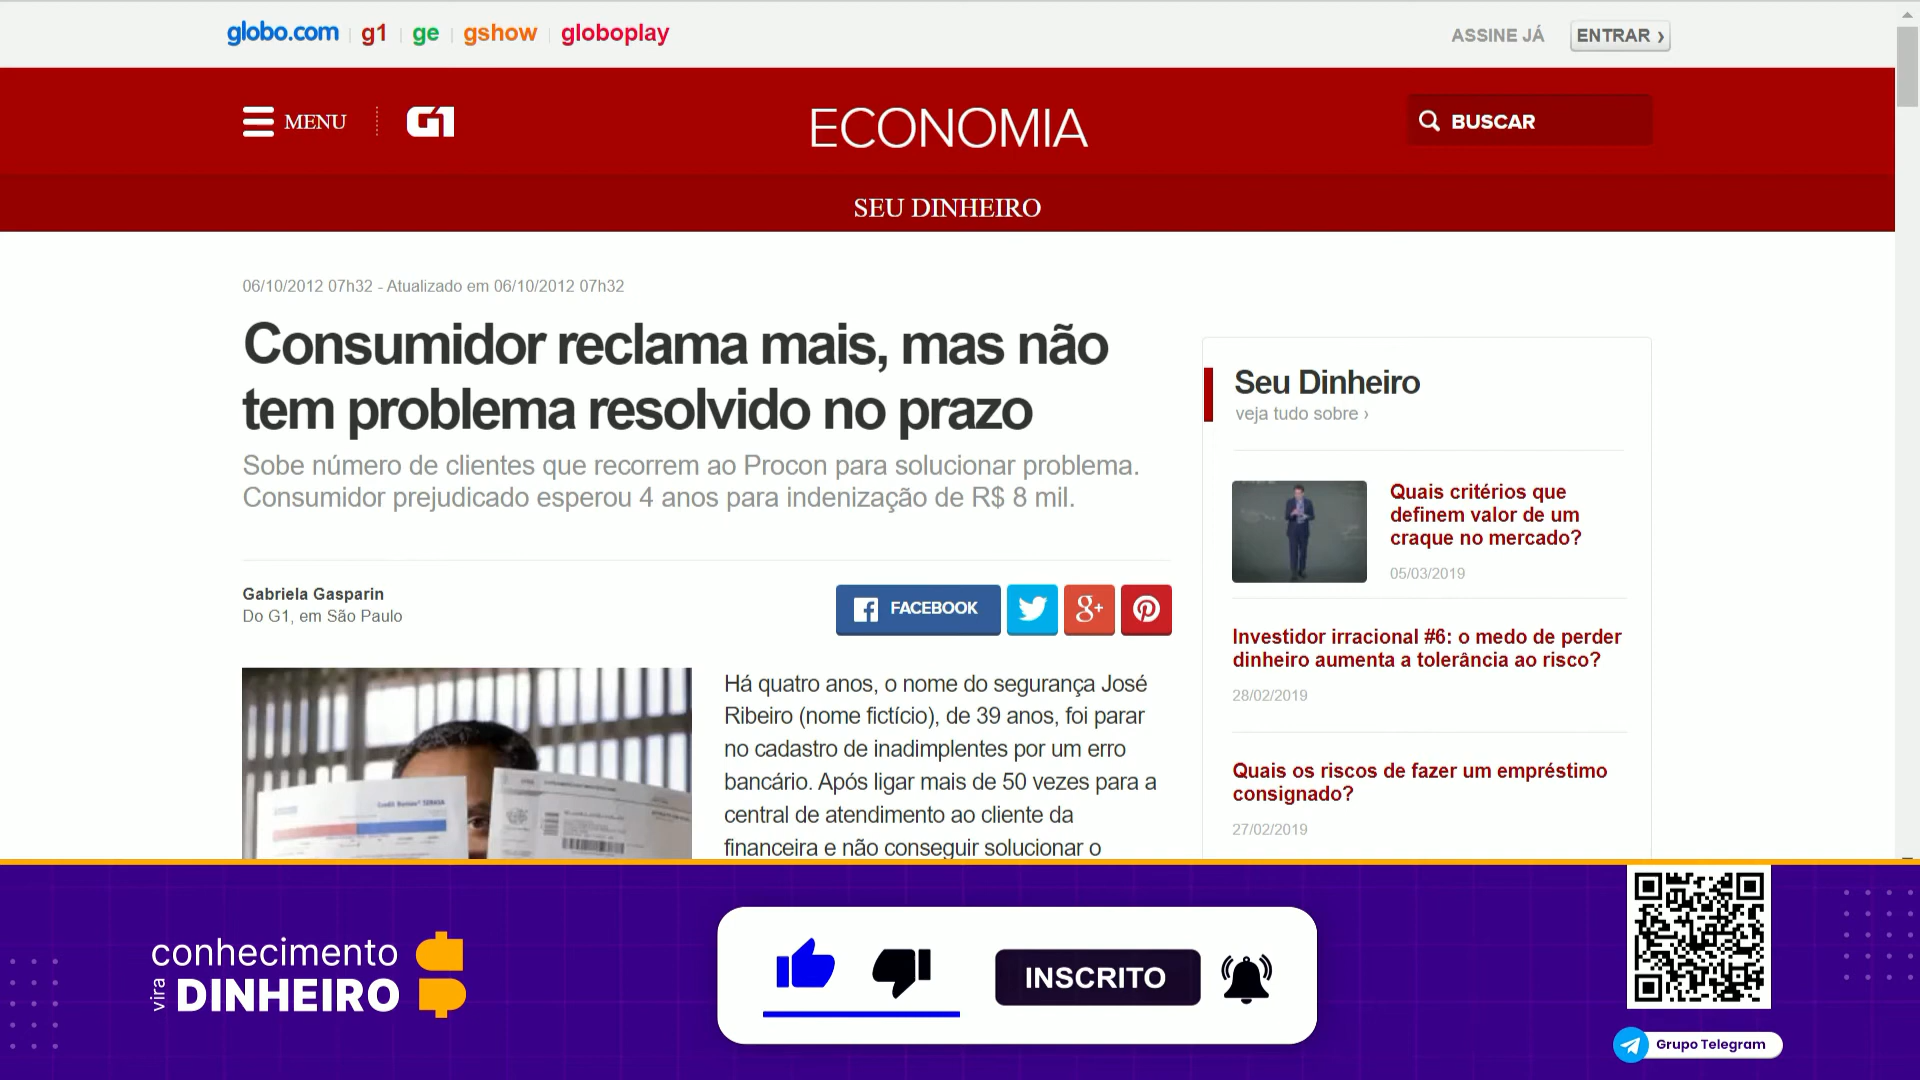 globo.com g1 ge gshow globoplay
ASSINE JÁ ENTRAR ›
MENU G1 ECONOMIA BUSCAR
SEU DINHEIRO
06/10/2012 07h32 - Atualizado em 06/10/2012 07h32
Consumidor reclama mais, mas não
tem problema resolvido no prazo
Sobe número de clientes que recorrem ao Procon para solucionar problema.
Consumidor prejudicado esperou 4 anos para indenização de R$ 8 mil.
Gabriela Gasparin
Do G1, em São Paulo
FACEBOOK
g+
Há quatro anos, o nome do segurança José
Ribeiro (nome fictício), de 39 anos, foi parar
no cadastro de inadimplentes por um erro
bancário. Após ligar mais de 50 vezes para a
central de atendimento ao cliente da
financeira e não conseguir solucionar o
Seu Dinheiro
veja tudo sobre ›
Quais critérios que
definem valor de um
craque no mercado?
05/03/2019
Investidor irracional #6: o medo de perder
dinheiro aumenta a tolerância ao risco?
28/02/2019
Quais os riscos de fazer um empréstimo
consignado?
27/02/2019
conhecimento
vira DINHEIRO
INSCRITO
Grupo Telegram